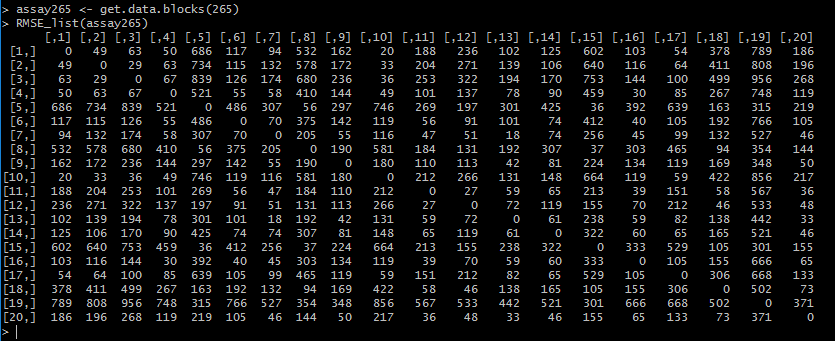 > assay265 <- get.data.blocks(265)
> RMSE_list(assay265)
[,1] [,2] [,3] [,4] [,5] [,6] [,7] [,8] [,9] [,10] [,11] [,12] [,13] [,14] [,15] [,16] [,17] [,18] [,19] [,20]
[1,] 0 49 63 50 686 117 94 532 162 20 188 236 102 125 602 103 54 378 789 186
[2,] 49 0 29 63 734 115 132 578 172 33 204 271 139 106 640 116 64 411 808 196
[3,] 63 29 0 67 839 126 174 680 236 36 253 322 194 170 753 144 100 499 956 268
[4,] 50 63 67 0 521 55 58 410 144 49 101 137 78 90 459 30 85 267 748 119
[5,] 686 734 839 521 0 486 307 56 297 746 269 197 301 425 36 392 639 163 315 219
[6,] 117 115 126 55 486 0 70 375 142 119 56 91 101 74 412 40 105 192 766 105
[7,] 94 132 174 58 307 70 0 205 55 116 47 51 18 74 256 45 99 132 527 46
[8,] 532 578 680 410 56 375 205 0 190 581 184 131 192 307 37 303 465 94 354 144
[9,] 162 172 236 144 297 142 55 190 0 180 110 113 42 81 224 134 119 169 348 50
[10,] 20 33 36 49 746 119 116 581 180 0 212 266 131 148 664 119 59 422 856 217
[11,] 188 204 253 101 269 56 47 184 110 212 0 27 59 65 213 39 151 58 567 36
[12,] 236 271 322 137 197 91 51 131 113 266 27 0 72 119 155 70 212 46 533 48
[13,] 102 139 194 78 301 101 18 192 42 131 59 72 0 61 238 59 82 138 442 33
[14,] 125 106 170 90 425 74 74 307 81 148 65 119 61 0 322 60 65 165 521 46
[15,] 602 640 753 459 36 412 256 37 224 664 213 155 238 322 0 333 529 105 301 155
[16,] 103 116 144 30 392 40 45 303 134 119 39 70 59 60 333 0 105 155 666 65
[17,] 54 64 100 85 639 105 99 465 119 59 151 212 82 65 529 105 0 306 668 133
[18,] 378 411 499 267 163 192 132 94 169 422 58 46 138 165 105 155 306 0 502 73
[19,] 789 808 956 748 315 766 527 354 348 856 567 533 442 521 301 666 668 502 0 371
[20,] 186 196 268 119 219 105 46 144 50 217 36 48 33 46 155 65 133 73 371 0
>